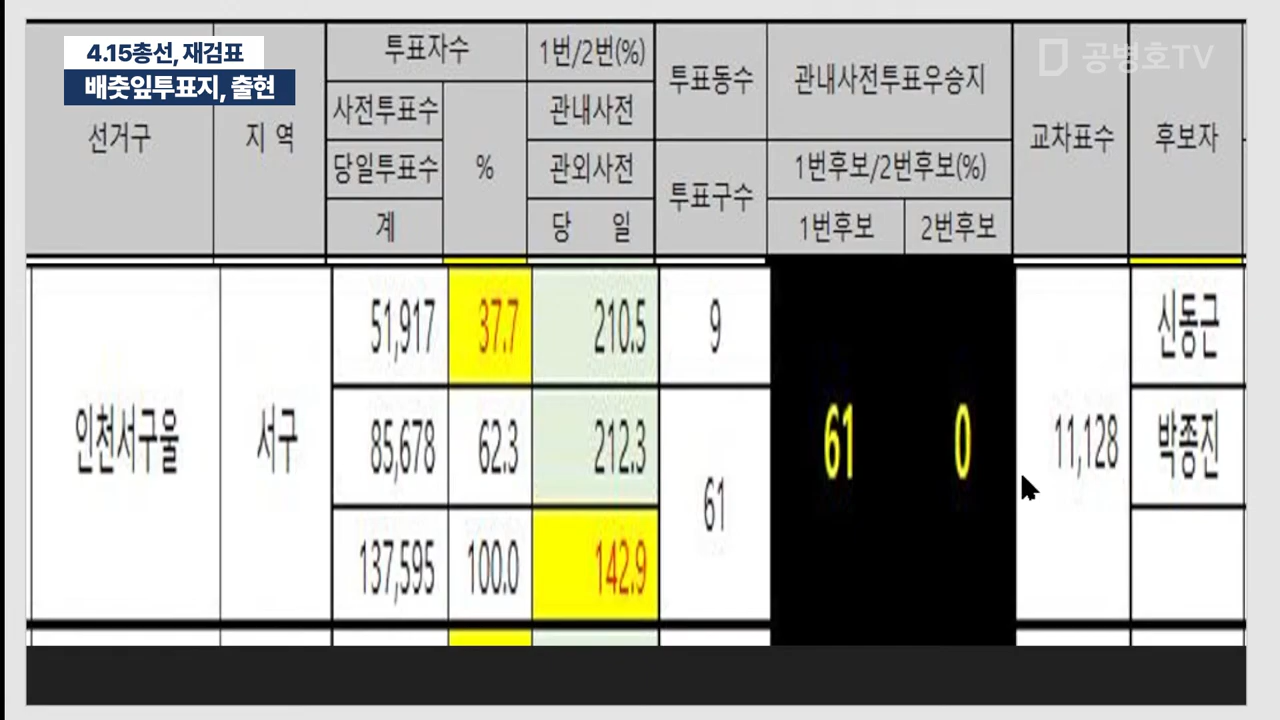 4.15총선, 재검표
배춧잎투표지, 출현
공병호TV
선거구
지 역
투표자수
사전투표수
당일투표수
계
%
1번/2번(%)
관내사전
관외사전
당 일
투표동수
투표구수
관내사전투표우승지
1번후보/2번후보(%)
1번후보
2번후보
교차표수
후보자
인천서구울
서구
51,917
37.7
210.5
9
신동근
85,678
62.3
212.3
61
61
0
11,128
박종진
137,595
100.0
142.9